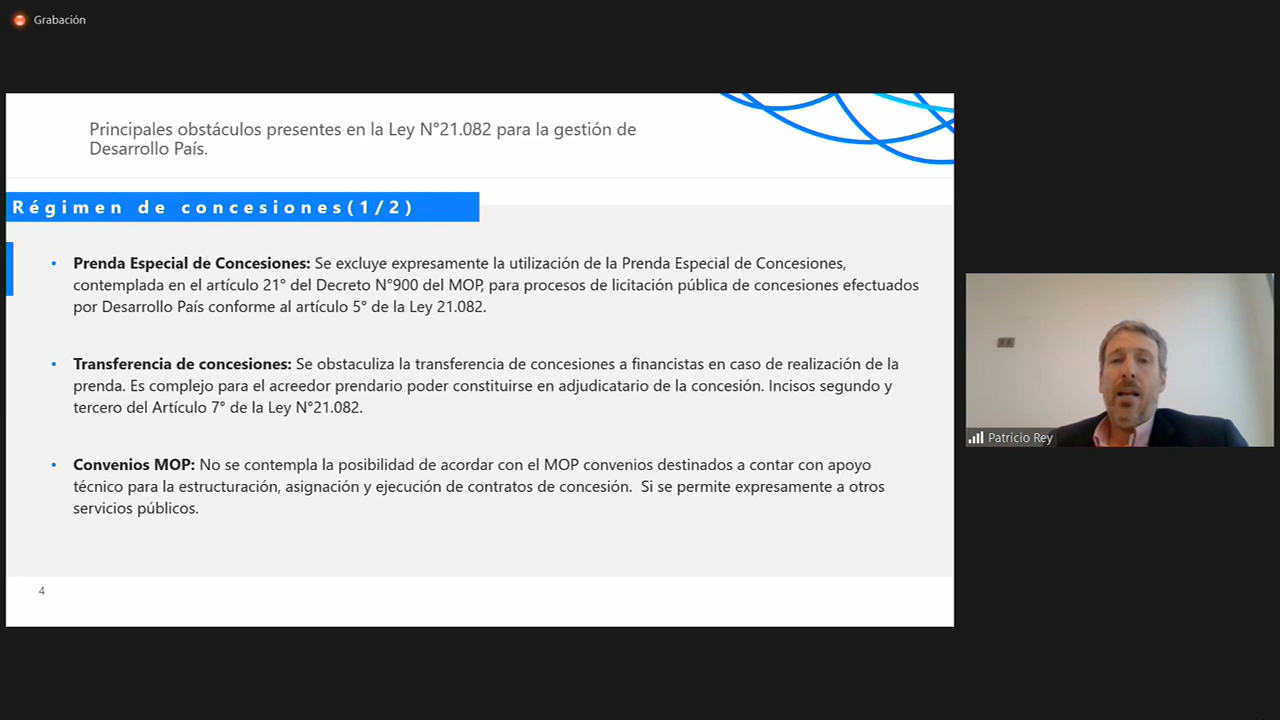 Grabación
Principales obstáculos presentes en la Ley N°21.082 para la gestión de
Desarrollo País.
Régimen de concesiones(1/2)
• Prenda Especial de Concesiones: Se excluye expresamente la utilización de la Prenda Especial de Concesiones,
contemplada en el artículo 21° del Decreto N°900 del MOP, para procesos de licitación pública de concesiones efectuados
por Desarrollo País conforme al artículo 5° de la Ley 21.082.
• Transferencia de concesiones: Se obstaculiza la transferencia de concesiones a financistas en caso de realización de la
prenda. Es complejo para el acreedor prendario poder constituirse en adjudicatario de la concesión. Incisos segundo y
tercero del Artículo 7° de la Ley N°21.082.
• Convenios MOP: No se contempla la posibilidad de acordar con el MOP convenios destinados a contar con apoyo
técnico para la estructuración, asignación y ejecución de contratos de concesión. Si se permite expresamente a otros
servicios públicos.
4
Patricio Rey